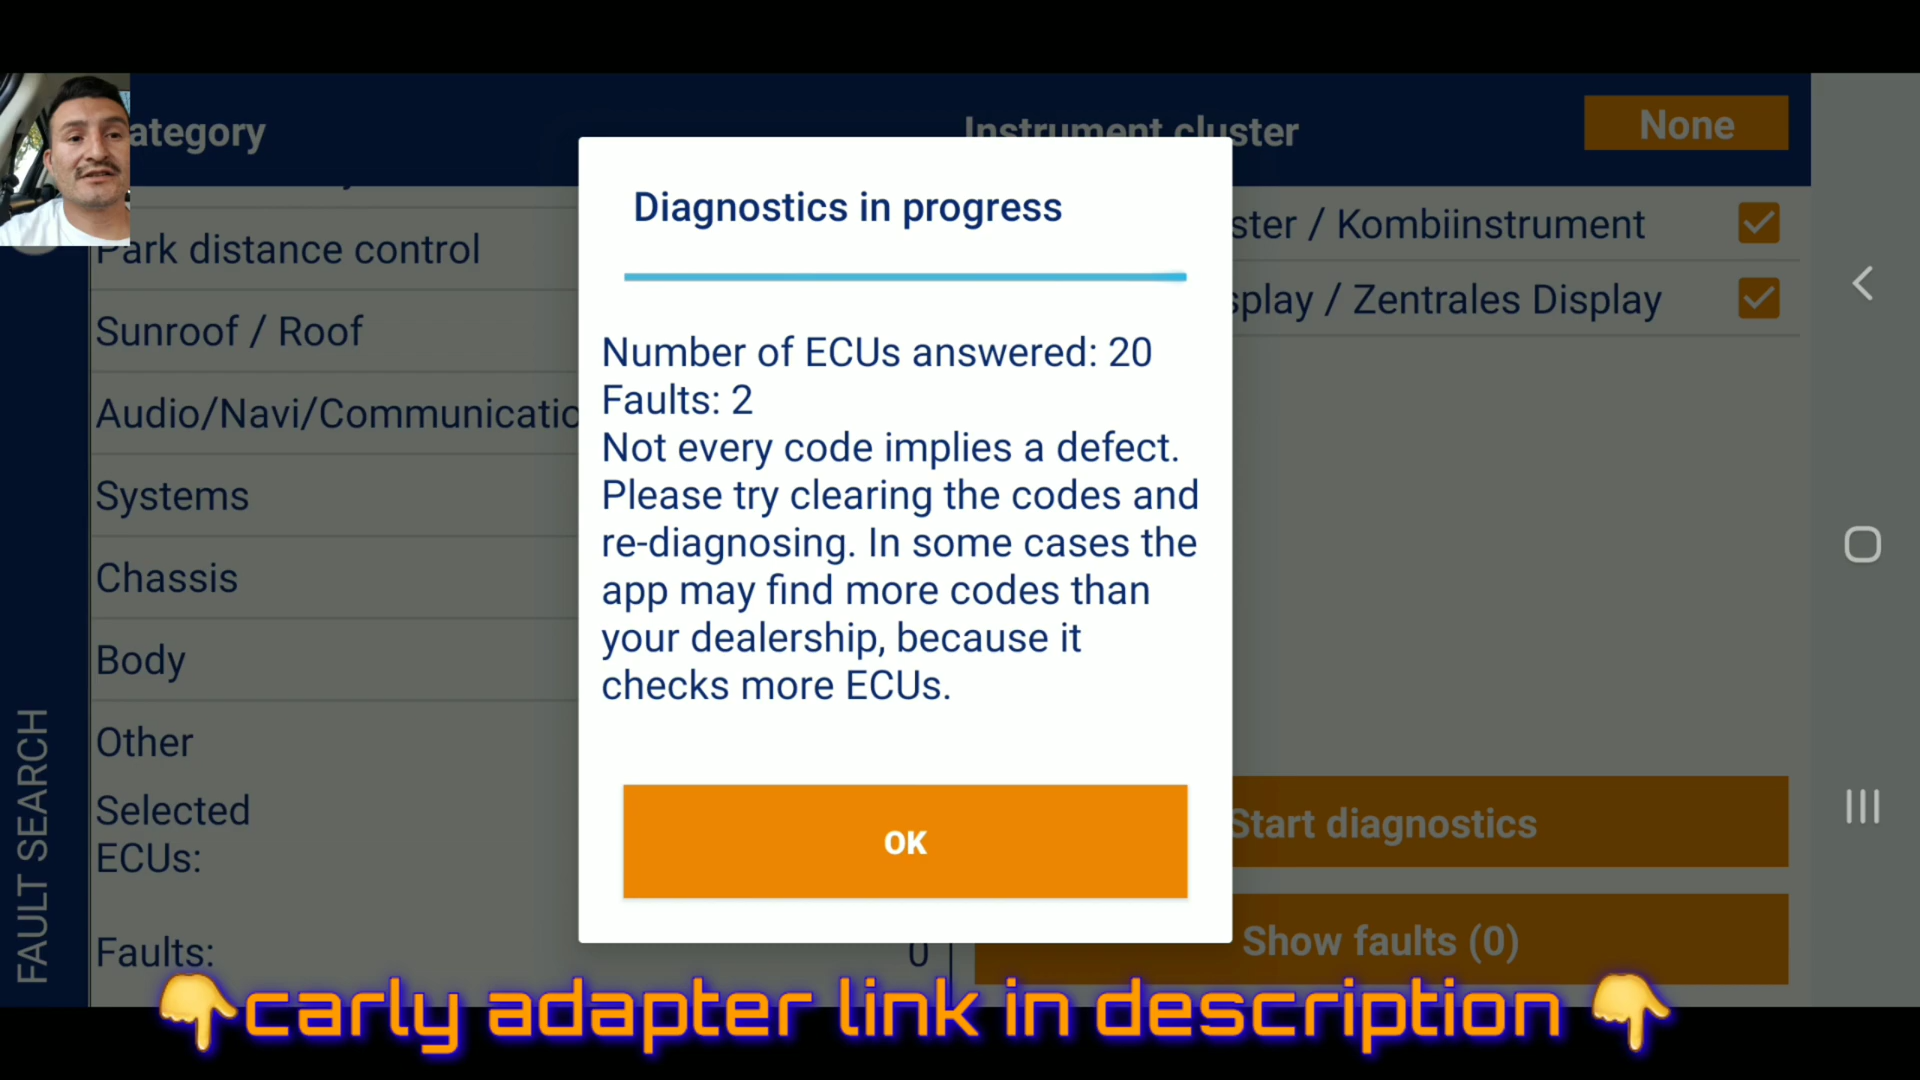 ategory
Instrument cluster
None
Park distance control
Sunroof / Roof
Audio/Navi/Communicatio
Systems
Chassis
Body
Other
Selected
ECUs:
Faults:
0
FAULT SEARCH
Diagnostics in progress
Number of ECUs answered: 20
Faults: 2
Not every code implies a defect.
Please try clearing the codes and
re-diagnosing. In some cases the
app may find more codes than
your dealership, because it
checks more ECUs.
OK
ster / Kombiinstrument
splay / Zentrales Display
Start diagnostics
Show faults (0)
👇carly adapter link in description 👇